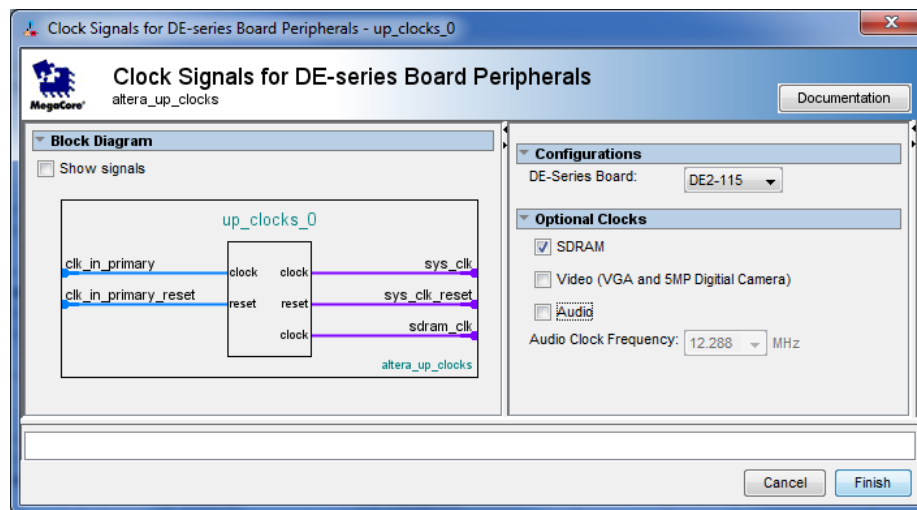 Clock Signals for DE-series Board Peripherals - up_clocks_0
MegaCore®
Clock Signals for DE-series Board Peripherals
altera_up_clocks
Documentation
Block Diagram
Show signals
up_clocks_0
clk_in_primary
clock
clock
sys_clk
clk_in_primary_reset
reset
reset
sys_clk_reset
clock
sdram_clk
altera_up_clocks
Configurations
DE-Series Board: DE2-115
Optional Clocks
SDRAM
Video (VGA and 5MP Digitial Camera)
Audio
Audio Clock Frequency: 12.288 MHz
Cancel
Finish